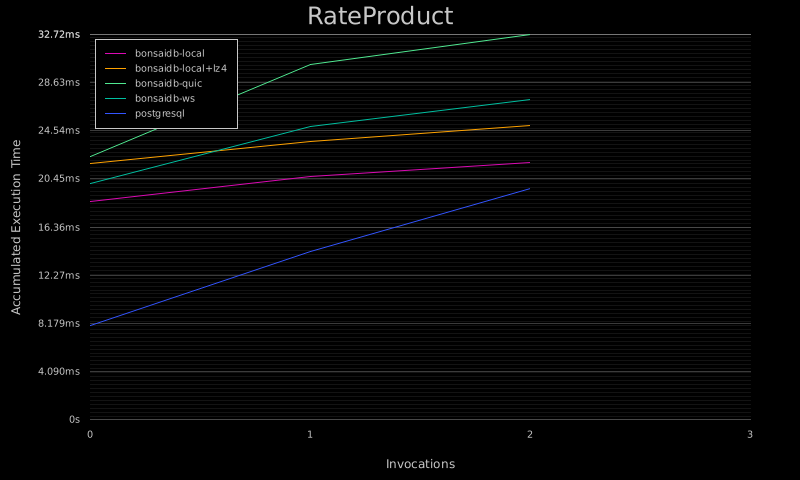 RateProduct
32.72ms
bonsaidb-local
bonsaidb-local+lz4
bonsaidb-quic
bonsaidb-ws
postgresql
28.63ms
24.54ms
20.45ms
16.36ms
12.27ms
8.179ms
4.090ms
0s
Accumulated Execution Time
0 1 2 3
Invocations